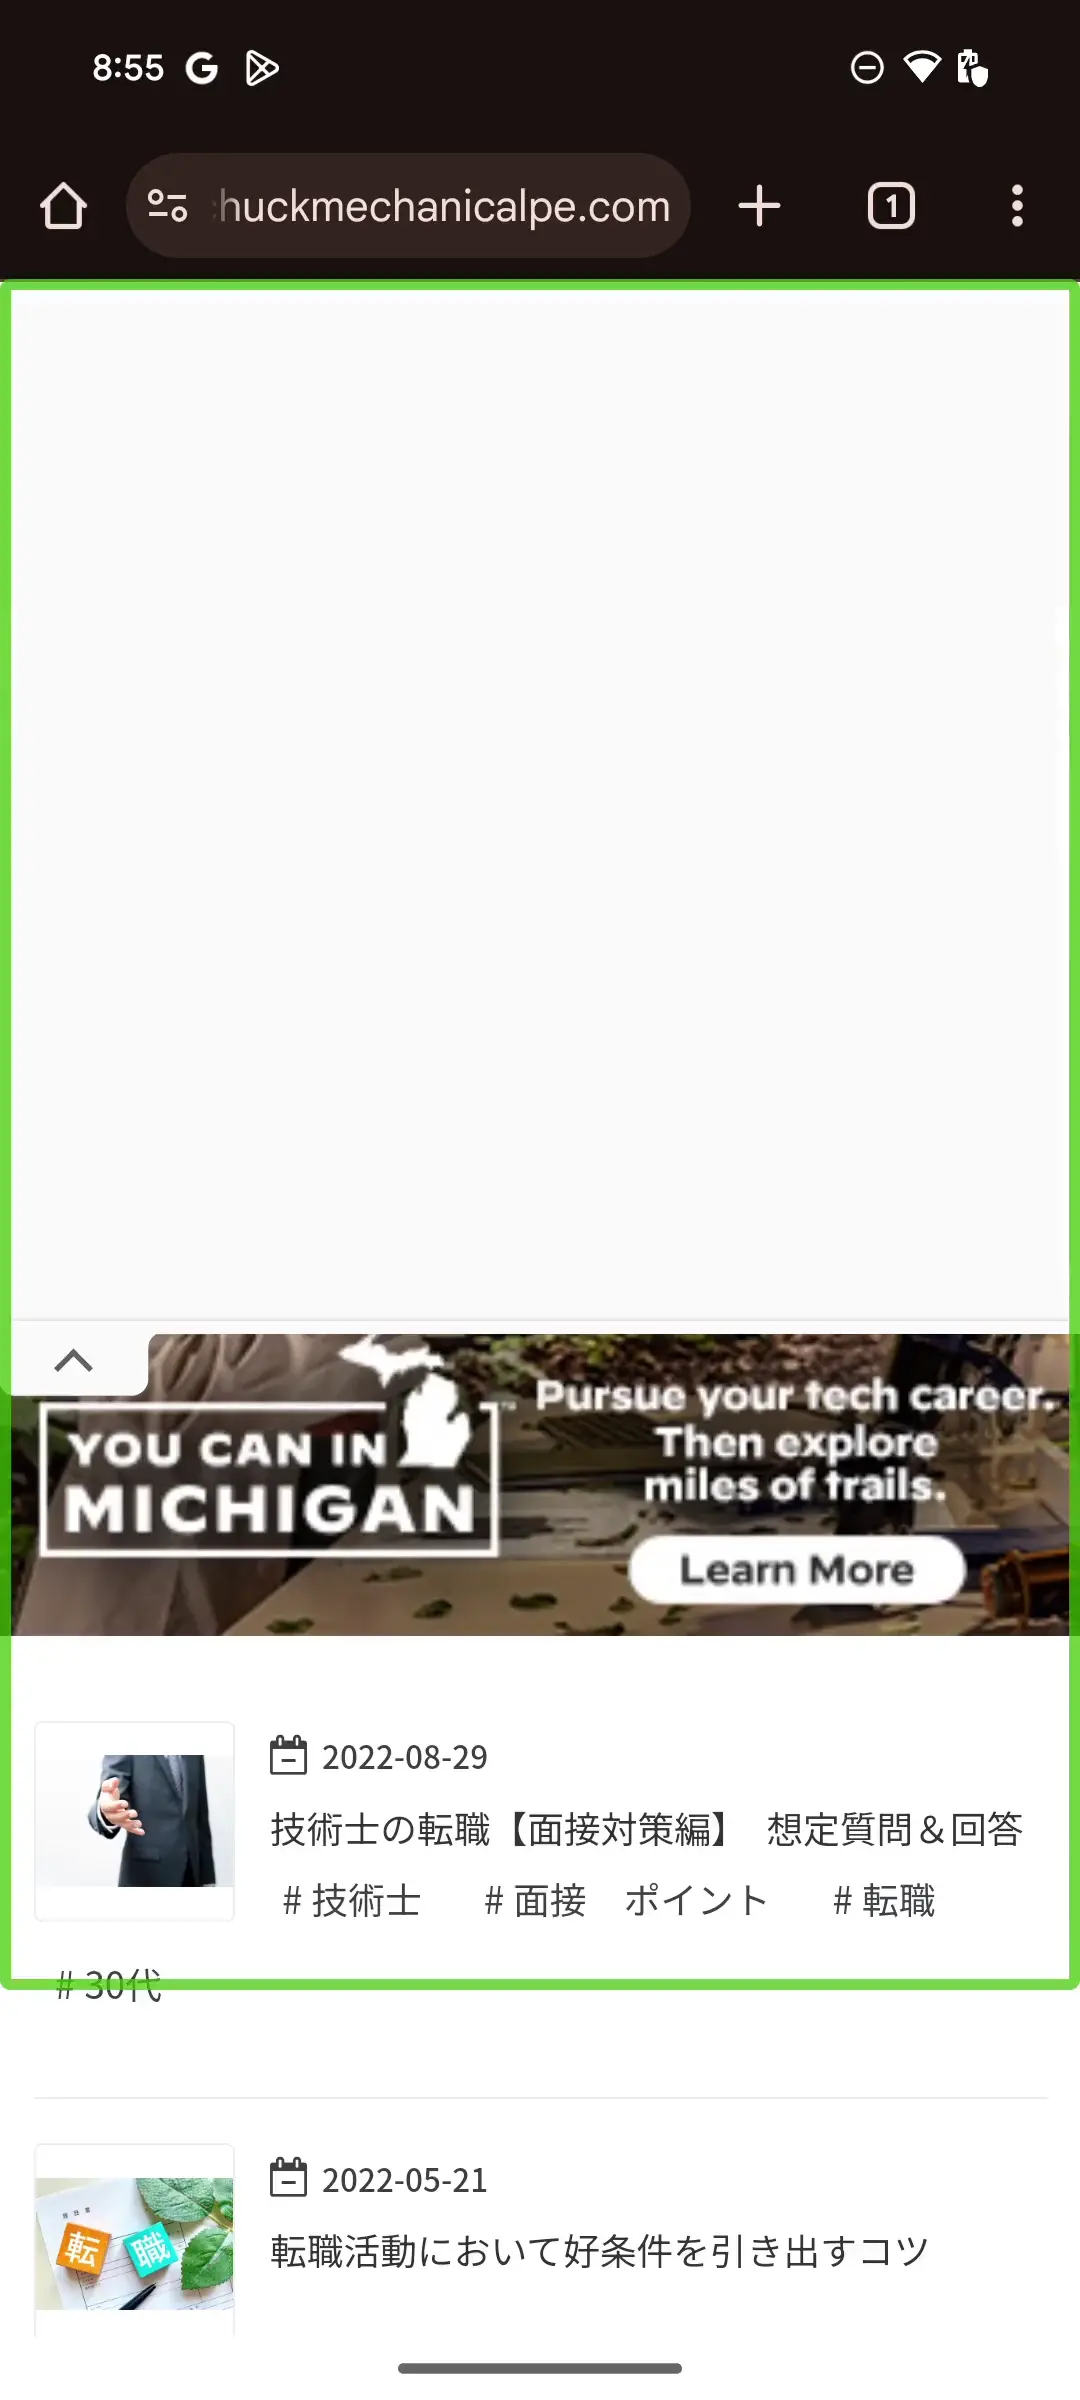 8:55
huckmechanicalpe.com
1
YOU CAN IN
MICHIGAN
Pursue your tech career.
Then explore
miles of trails.
Learn More
2022-08-29
技術士の転職【面接対策編】 想定質問＆回答
# 技術士 # 面接 ポイント # 転職
# 30代
2022-05-21
転職
転職活動において好条件を引き出すコツ